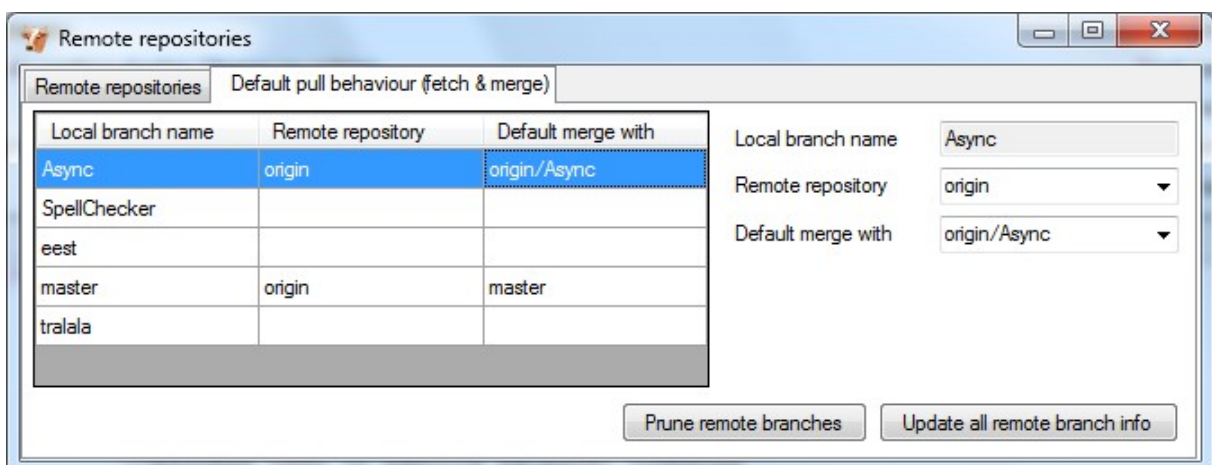 Remote repositories
Remote repositories Default pull behaviour (fetch & merge)
Local branch name Remote repository Default merge with
Async origin origin/Async
SpellChecker
eest
master origin master
tralala
Local branch name Async
Remote repository origin
Default merge with origin/Async
Prune remote branches Update all remote branch info